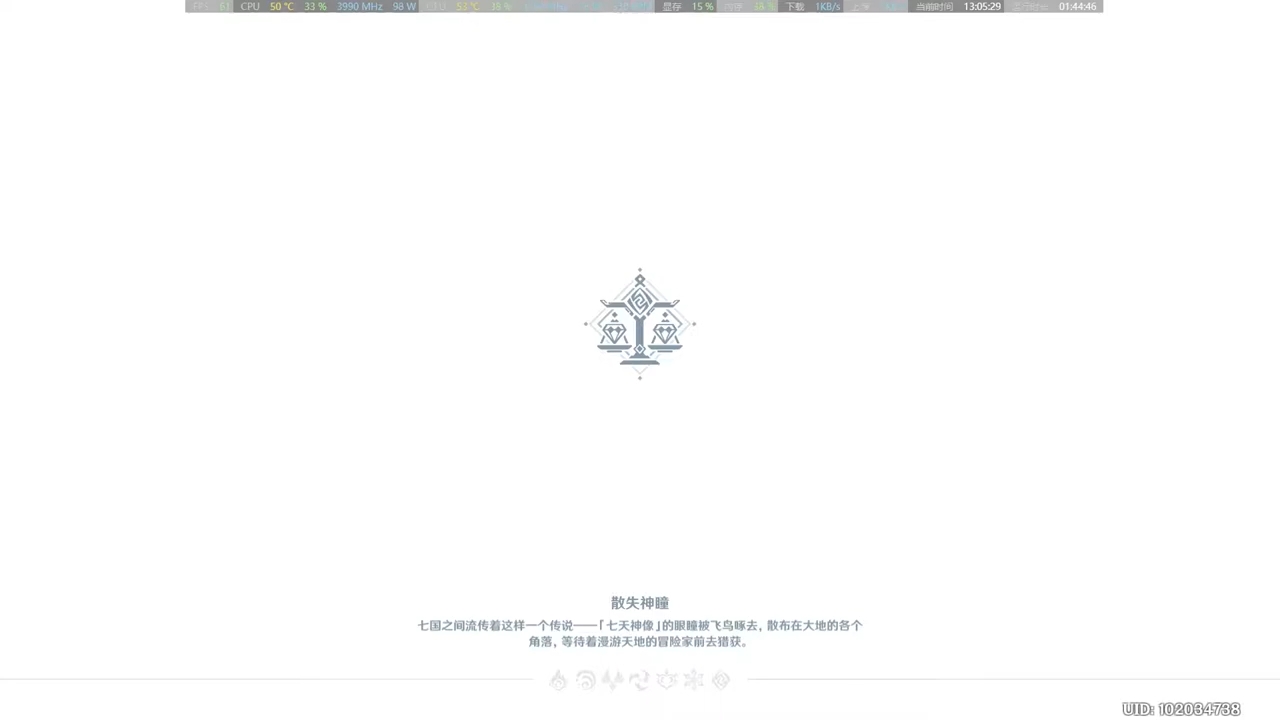 CPU 50 ℃ 33 % 3990 MHz 98 W 显存 15 % 下载 1KB/s 当前时间 13:05:29 01:44:46
散失神瞳
七国之间流传着这样一个传说——「七天神像」的眼瞳被飞鸟啄去，散布在大地的各个
角落，等待着漫游天地的冒险家前去猎获。
UID: 102034738